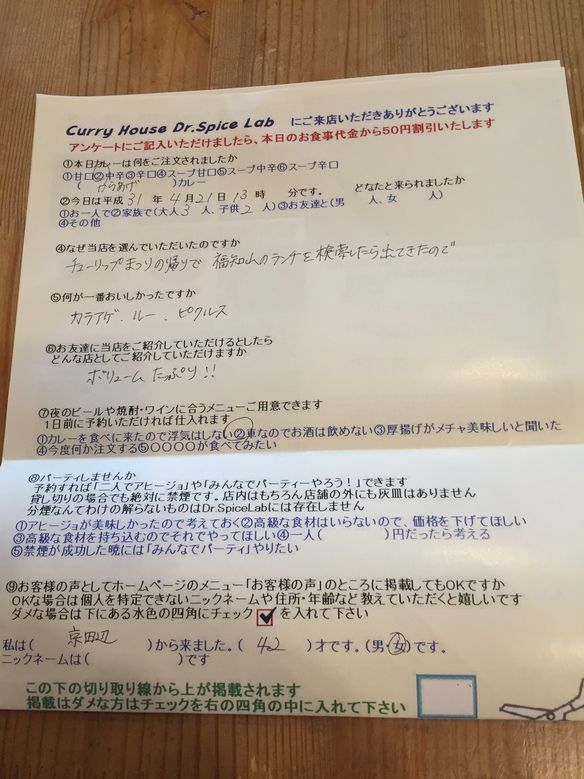 Curry House Dr.Spice Lab にご来店いただきありがとうございます
アンケートにご記入いただけましたら、本日のお食事代金から50円割引いたします
①本日カレーは何をご注文されましたか
①甘口②中辛③辛口④スープ甘口⑤スープ中辛⑥スープ辛口
( からあげ )カレー
②今日は平成 31 年 4 月 21 日 13 時 分です。 どなたと来られましたか
①お一人で②家族で(大人 3 人、子供 2 人)③お友達と(男 人、女 人)
④その他
④なぜ当店を選んでいただいたのですか
チューリップまつりの帰りで 福知山のランチを検索したら出てきたので
⑤何が一番おいしかったですか
カラアゲ、ルー、ピクルス
⑥お友達に当店をご紹介していただけるとしたら
どんな店としてご紹介していただけますか
ボリュームたっぷり!!
⑦夜のビールや焼酎・ワインに合うメニューご用意できます
1日前に予約いただければ仕入れます
①カレーを食べに来たので浮気はしない②車なのでお酒は飲めない③厚揚げがメチャ美味しいと聞いた
④今度何か注文する⑤〇〇〇〇が食べてみたい
⑧パーティしませんか
予約すれば「二人でアヒージョ」や「みんなでパーティーやろう!」できます
貸し切りの場合でも絶対に禁煙です。店内はもちろん店舗の外にも灰皿はありません
分煙なんてわけの解らないものはDr.SpiceLabには存在しません
①アヒージョが美味しかったので考えておく②高級な食材はいらないので、価格を下げてほしい
③高級な食材を持ち込むのでそれでやってほしい④一人( )円だったら考える
⑤禁煙が成功した暁には「みんなでパーティ」やりたい
⑨お客様の声としてホームページのメニュー「お客様の声」のところに掲載してもOKですか
OKな場合は個人を特定できないニックネームや住所・年齢など教えていただくと嬉しいです
ダメな場合は下にある水色の四角にチェック ☑ を入れて下さい
私は( 京田辺 )から来ました。( 42 )才です。(男・女)です。
ニックネームは( )です
この下の切り取り線から上が掲載されます
掲載はダメな方はチェックを右の四角の中に入れて下さい